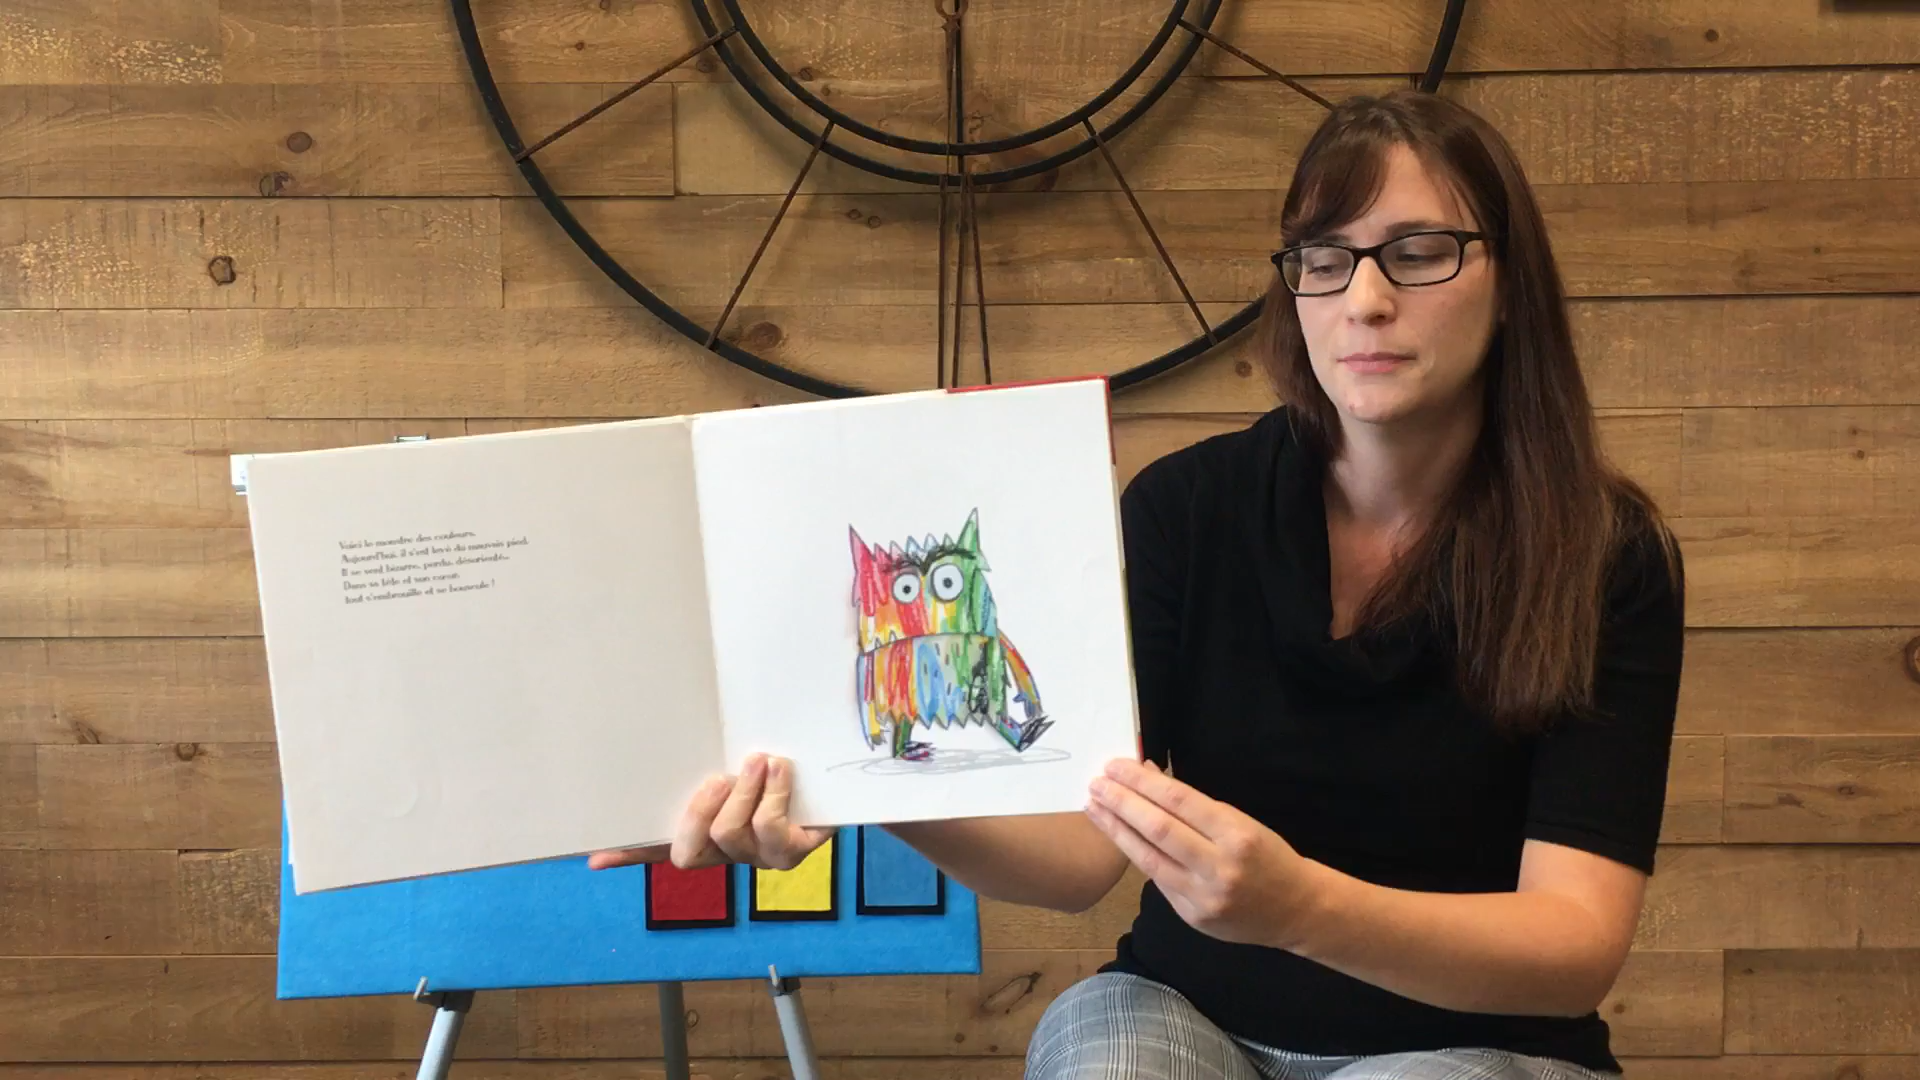 Voici le monstre des couleurs.
Aujourd'hui, il s'est levé du mauvais pied.
Il se sent bizarre, perdu, désorienté...
Dans sa tête et son cœur,
tout s'embrouille et se bouscule !